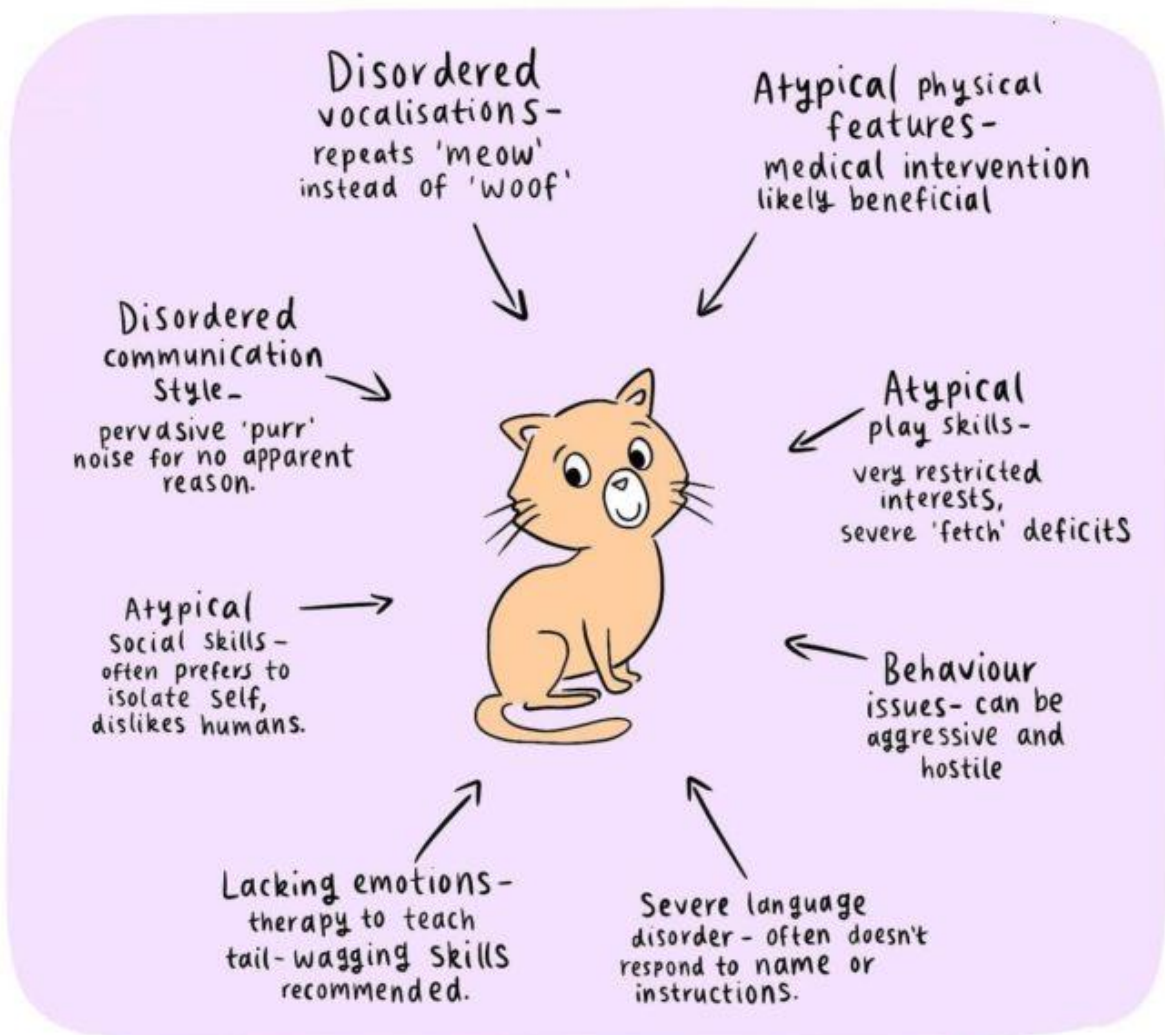 Disordered
vocalisations-
repeats 'meow'
instead of 'woof'
Atypical physical
features-
medical intervention
likely beneficial
Disordered
communication
style-
pervasive 'purr'
noise for no apparent
reason.
Atypical
play skills-
very restricted
interests,
severe 'fetch' deficits
Atypical
Social skills-
often prefers to
isolate self,
dislikes humans.
Behaviour
issues- can be
aggressive and
hostile
Lacking emotions-
therapy to teach
tail-wagging skills
recommended.
Severe language
disorder- often doesn't
respond to name or
instructions.